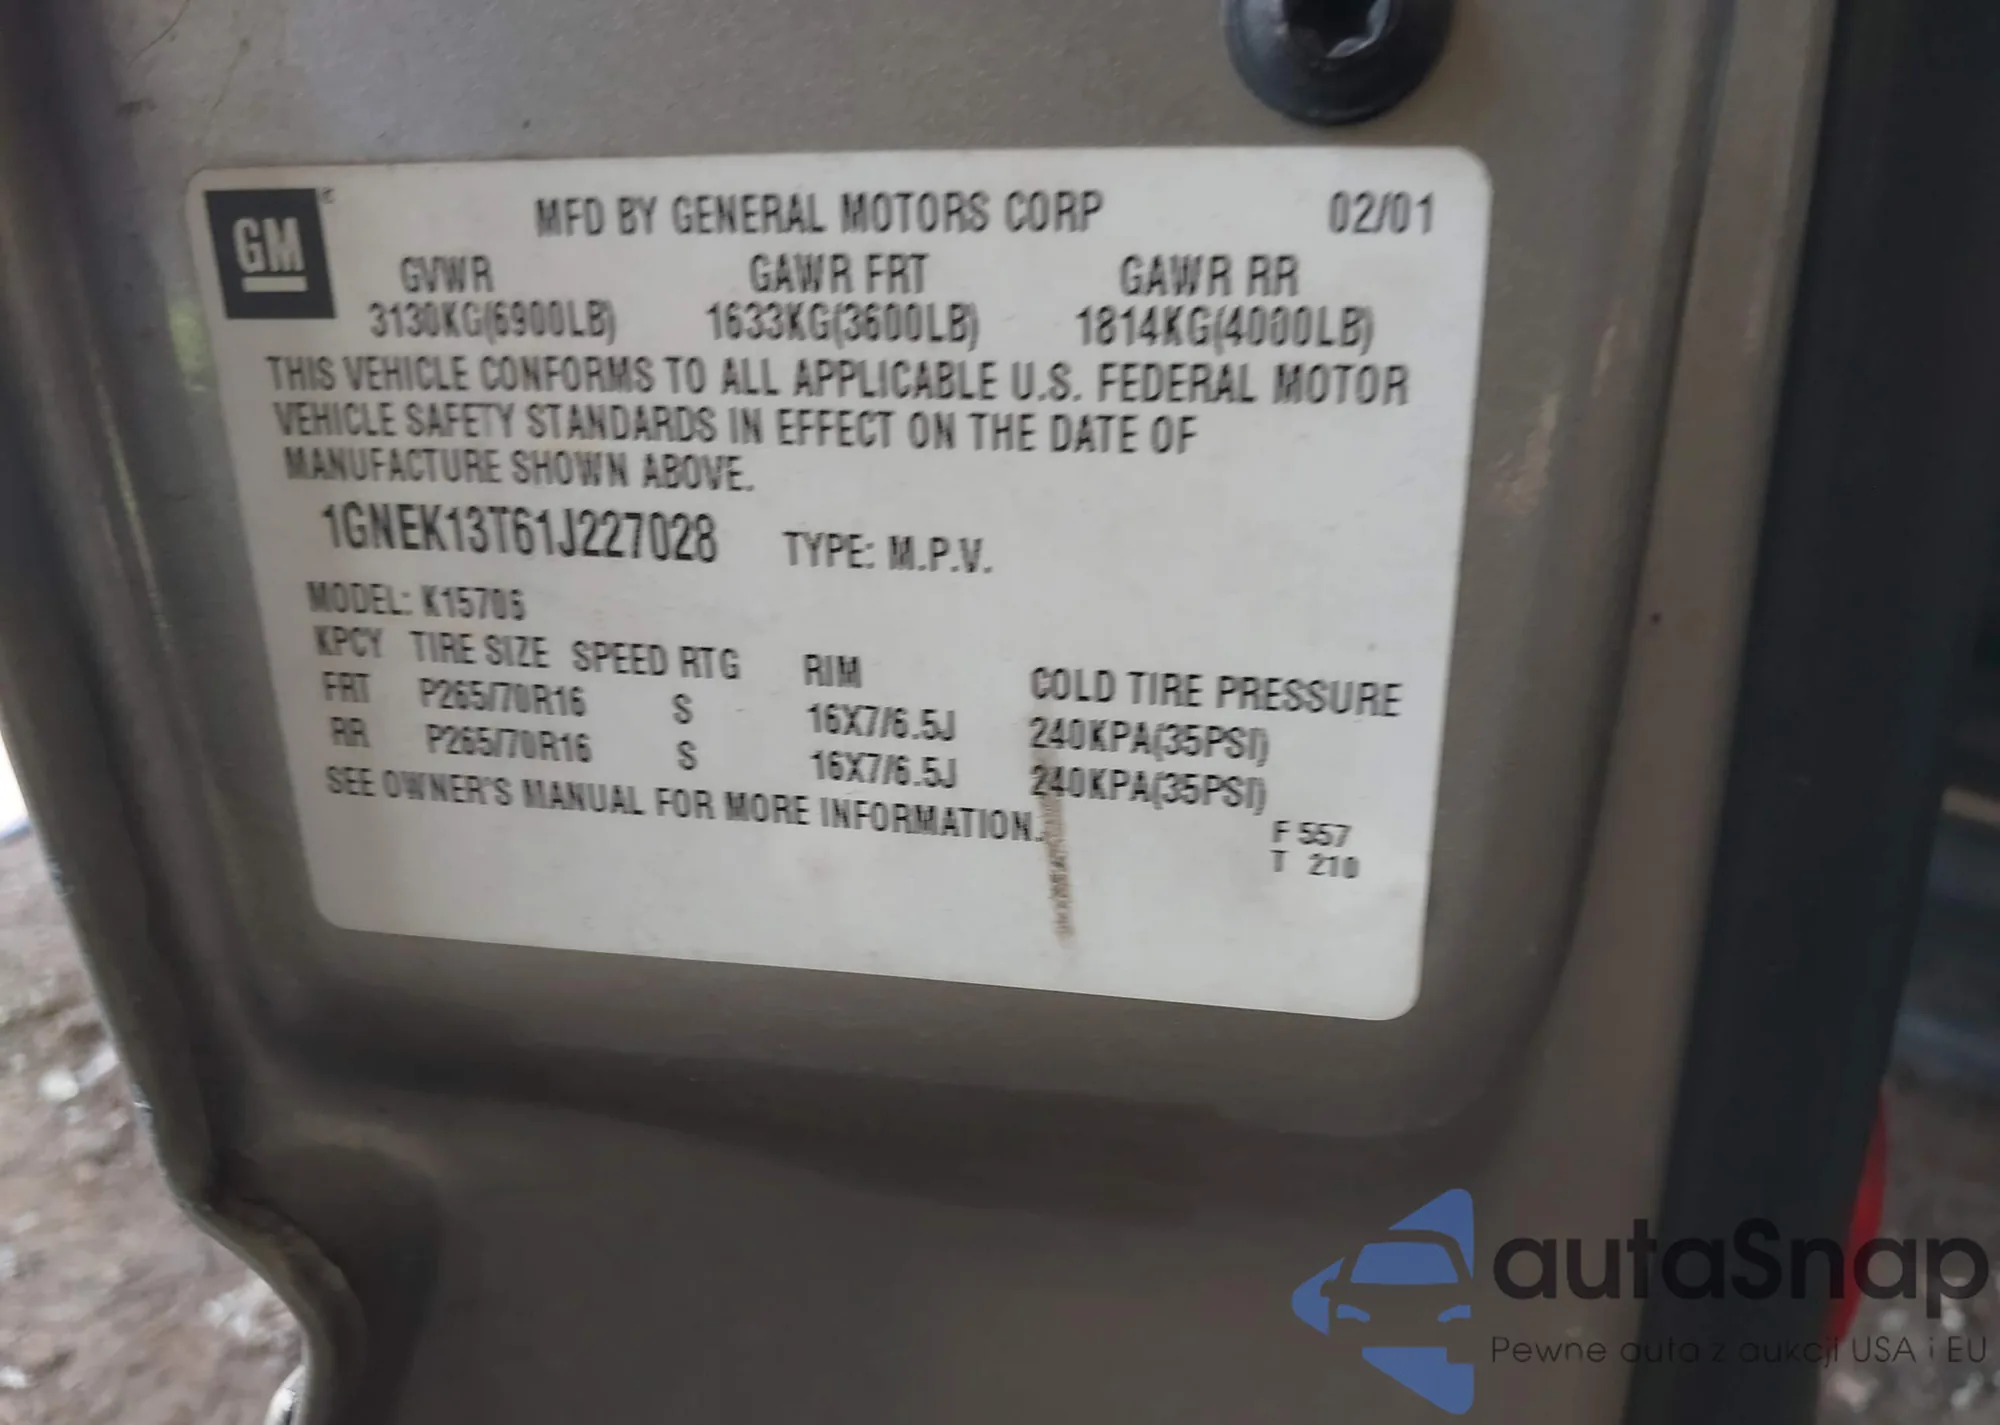 GM
MFD BY GENERAL MOTORS CORP 02/01
GVWR GAWR FRT GAWR RR
3130KG(6900LB) 1633KG(3600LB) 1814KG(4000LB)
THIS VEHICLE CONFORMS TO ALL APPLICABLE U.S. FEDERAL MOTOR
VEHICLE SAFETY STANDARDS IN EFFECT ON THE DATE OF
MANUFACTURE SHOWN ABOVE.
1GNEK13T61J227028 TYPE: M.P.V.
MODEL: K15706
KPCY TIRE SIZE SPEED RTG RIM COLD TIRE PRESSURE
FRT P265/70R16 S 16X7/6.5J 240KPA(35PSI)
RR P265/70R16 S 16X7/6.5J 240KPA(35PSI)
SEE OWNER'S MANUAL FOR MORE INFORMATION.
F 557
T 210
autaSnap
Pewne auta z aukcji USA i EU